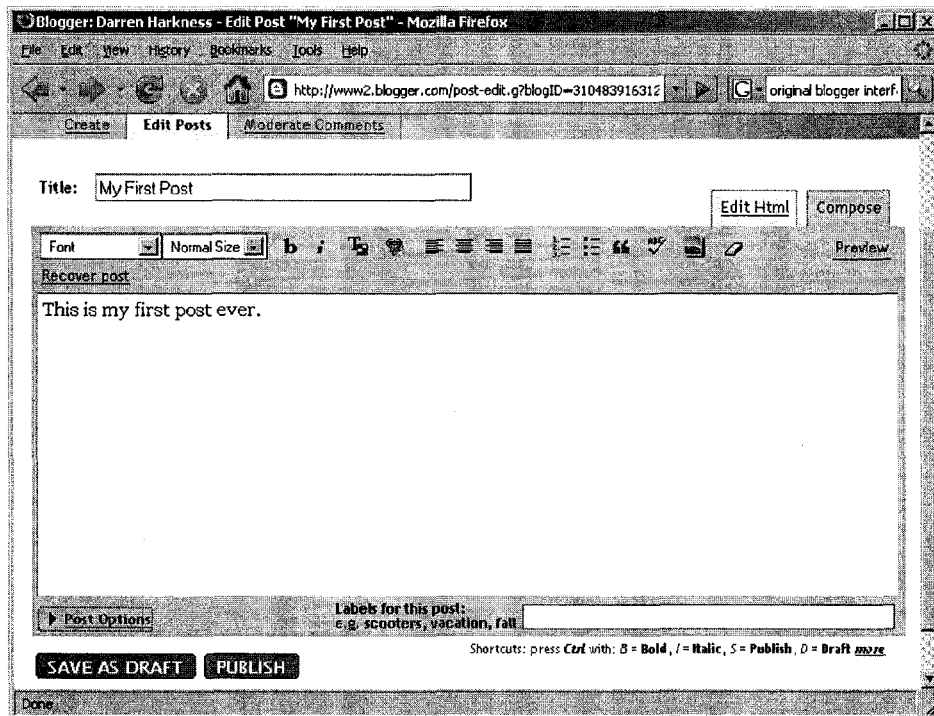 Blogger: Darren Harkness - Edit Post "My First Post" - Mozilla Firefox
File Edit View History Bookmarks Tools Help
http://www2.blogger.com/post-edit.g?blogID=310483916312 G original blogger interf
Create Edit Posts Moderate Comments
Title: My First Post
Edit Html Compose
Font Normal Size b i ABC Preview
Recover post
This is my first post ever.
Post Options Labels for this post:
e.g. scooters, vacation, fall
Shortcuts: press Ctrl with: B = Bold, I = Italic, S = Publish, D = Draft more
SAVE AS DRAFT PUBLISH
Done